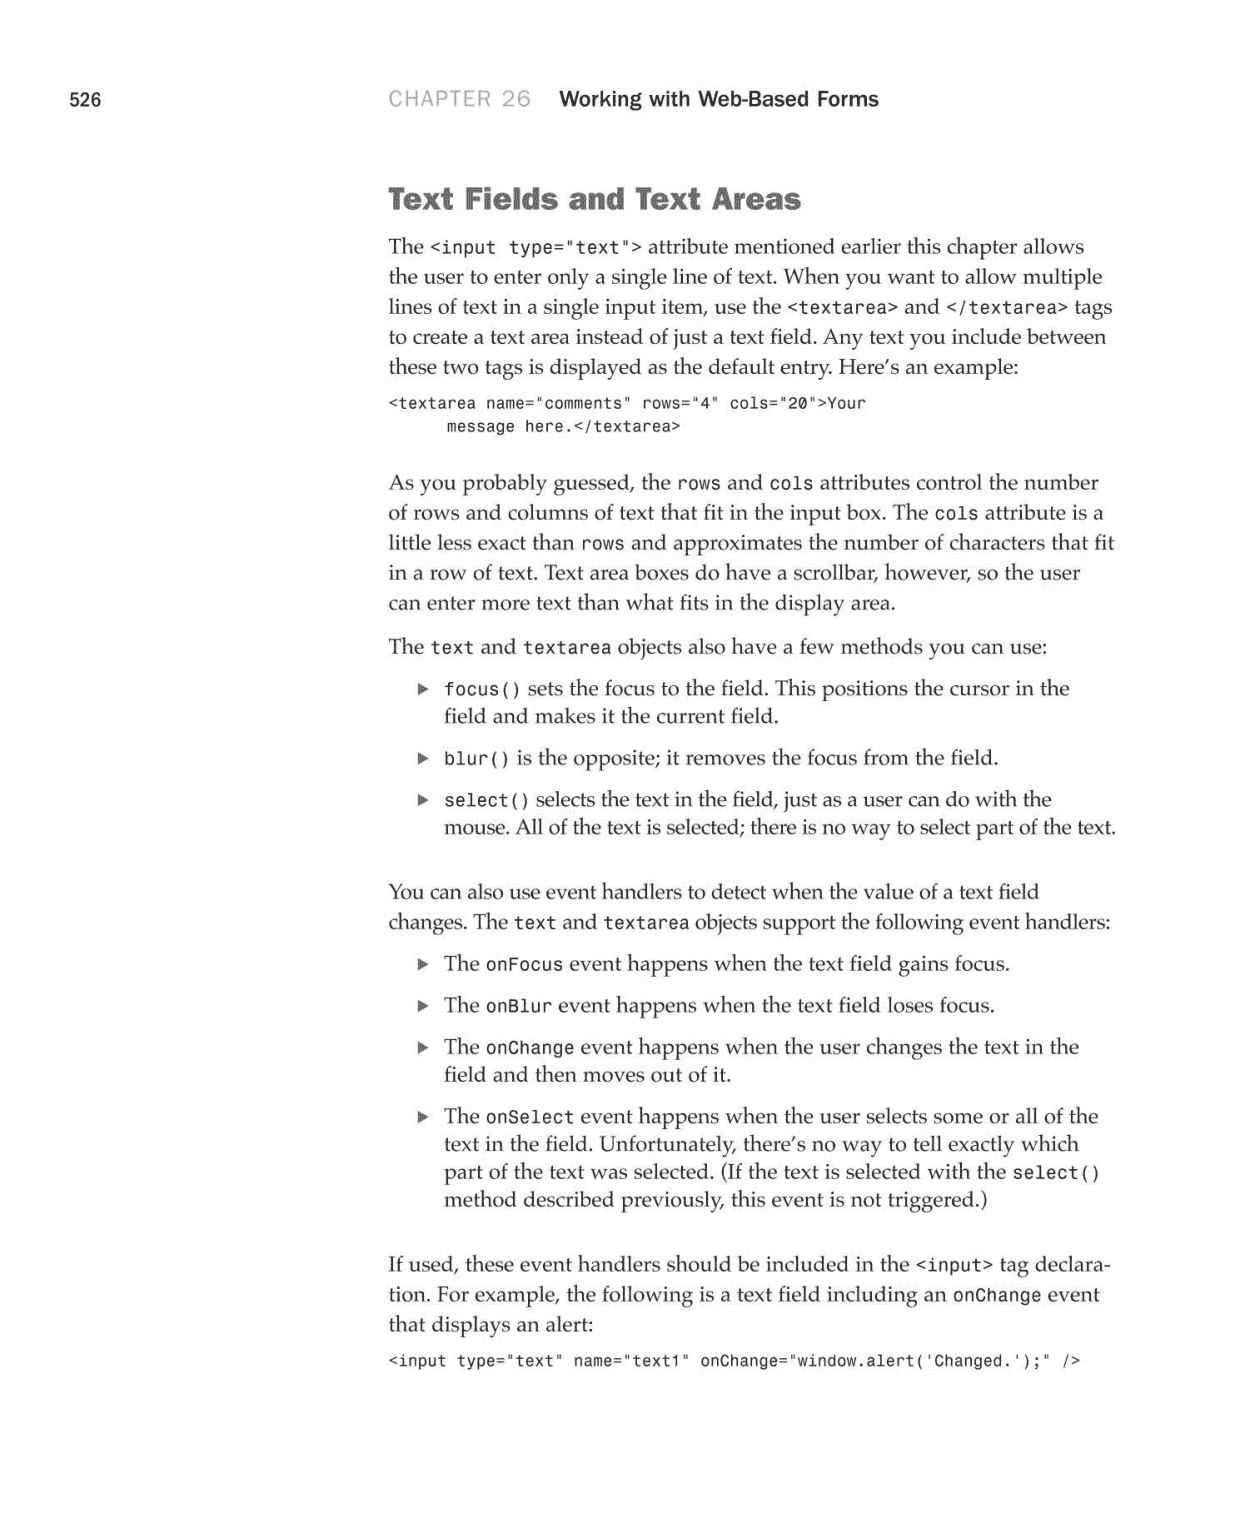 526
CHAPTER 26 Working with Web-Based Forms
Text Fields and Text Areas
The <input type="text"> attribute mentioned earlier this chapter allows
the user to enter only a single line of text. When you want to allow multiple
lines of text in a single input item, use the <textarea> and </textarea> tags
to create a text area instead of just a text field. Any text you include between
these two tags is displayed as the default entry. Here's an example:
<textarea name="comments" rows="4" cols="20">Your
message here.</textarea>
As you probably guessed, the rows and cols attributes control the number
of rows and columns of text that fit in the input box. The cols attribute is a
little less exact than rows and approximates the number of characters that fit
in a row of text. Text area boxes do have a scrollbar, however, so the user
can enter more text than what fits in the display area.
The text and textarea objects also have a few methods you can use:
▶ focus() sets the focus to the field. This positions the cursor in the
field and makes it the current field.
▶ blur() is the opposite; it removes the focus from the field.
▶ select() selects the text in the field, just as a user can do with the
mouse. All of the text is selected; there is no way to select part of the text.
You can also use event handlers to detect when the value of a text field
changes. The text and textarea objects support the following event handlers:
▶ The onFocus event happens when the text field gains focus.
▶ The onBlur event happens when the text field loses focus.
▶ The onChange event happens when the user changes the text in the
field and then moves out of it.
▶ The onSelect event happens when the user selects some or all of the
text in the field. Unfortunately, there's no way to tell exactly which
part of the text was selected. (If the text is selected with the select()
method described previously, this event is not triggered.)
If used, these event handlers should be included in the <input> tag declara-
tion. For example, the following is a text field including an onChange event
that displays an alert:
<input type="text" name="text1" onChange="window.alert('Changed.');" />